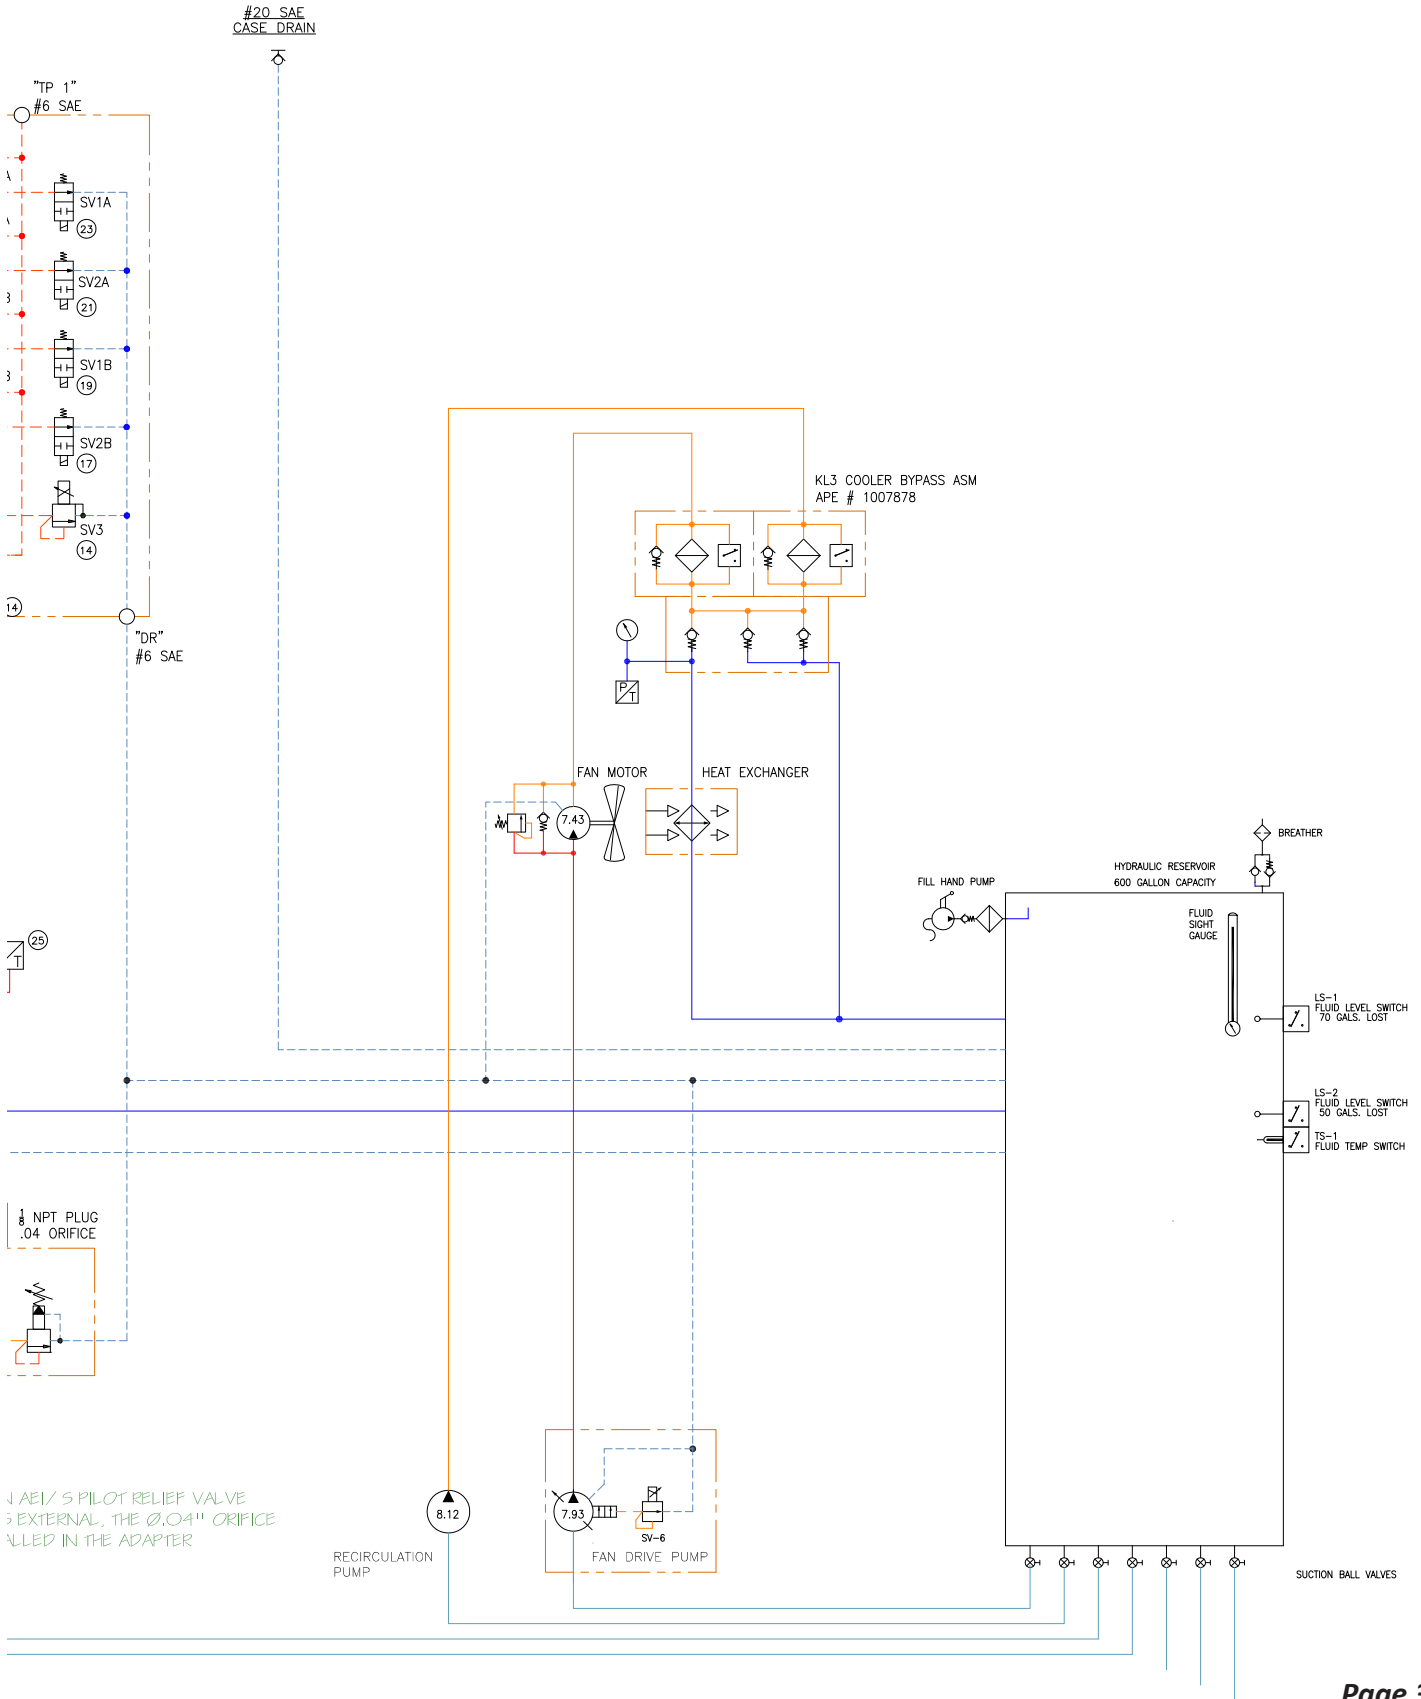 #20 SAE
CASE DRAIN
"TP 1"
#6 SAE
SV1A
23
SV2A
21
SV1B
19
SV2B
17
SV3
14
14
"DR"
#6 SAE
KL3 COOLER BYPASS ASM
APE # 1007878
P/T
FAN MOTOR
7.43
HEAT EXCHANGER
BREATHER
HYDRAULIC RESERVOIR
600 GALLON CAPACITY
FILL HAND PUMP
FLUID
SIGHT
GAUGE
25
T
LS-1
FLUID LEVEL SWITCH
70 GALS. LOST
LS-2
FLUID LEVEL SWITCH
50 GALS. LOST
TS-1
FLUID TEMP SWITCH
1/8 NPT PLUG
.04 ORIFICE
AEI/ S PILOT RELIEF VALVE
EXTERNAL, THE Ø.O4" ORIFICE
ALLED IN THE ADAPTER
8.12
RECIRCULATION
PUMP
7.93
SV-6
FAN DRIVE PUMP
SUCTION BALL VALVES
Page